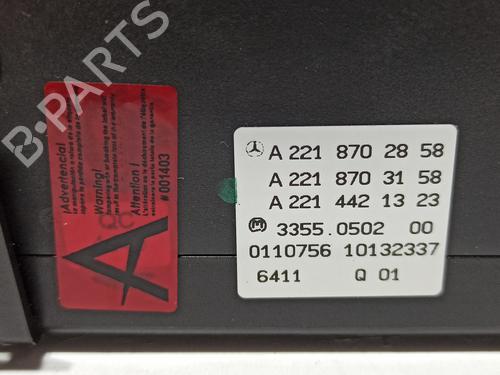 ¡Advertencia!
Warning!
Attention !
# 001403
QC
A
A 221 870 28 58
A 221 870 31 58
A 221 442 13 23
3355.0502 00
0110756 10132337
6411 Q 01
B-PARTS